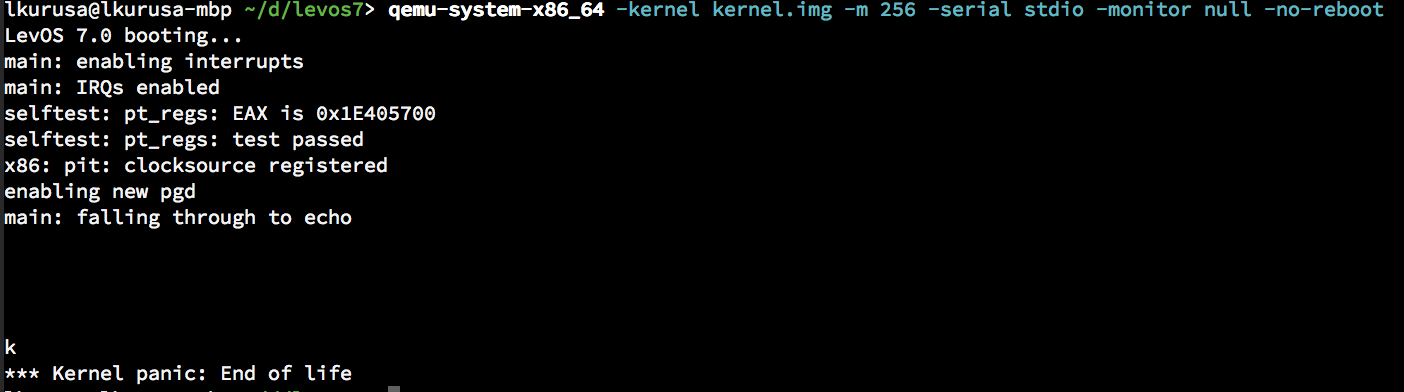 lkurusa@lkurusa-mbp ~/d/levos7> qemu-system-x86_64 -kernel kernel.img -m 256 -serial stdio -monitor null -no-reboot
LevOS 7.0 booting...
main: enabling interrupts
main: IRQs enabled
selftest: pt_regs: EAX is 0x1E405700
selftest: pt_regs: test passed
x86: pit: clocksource registered
enabling new pgd
main: falling through to echo
k
*** Kernel panic: End of life